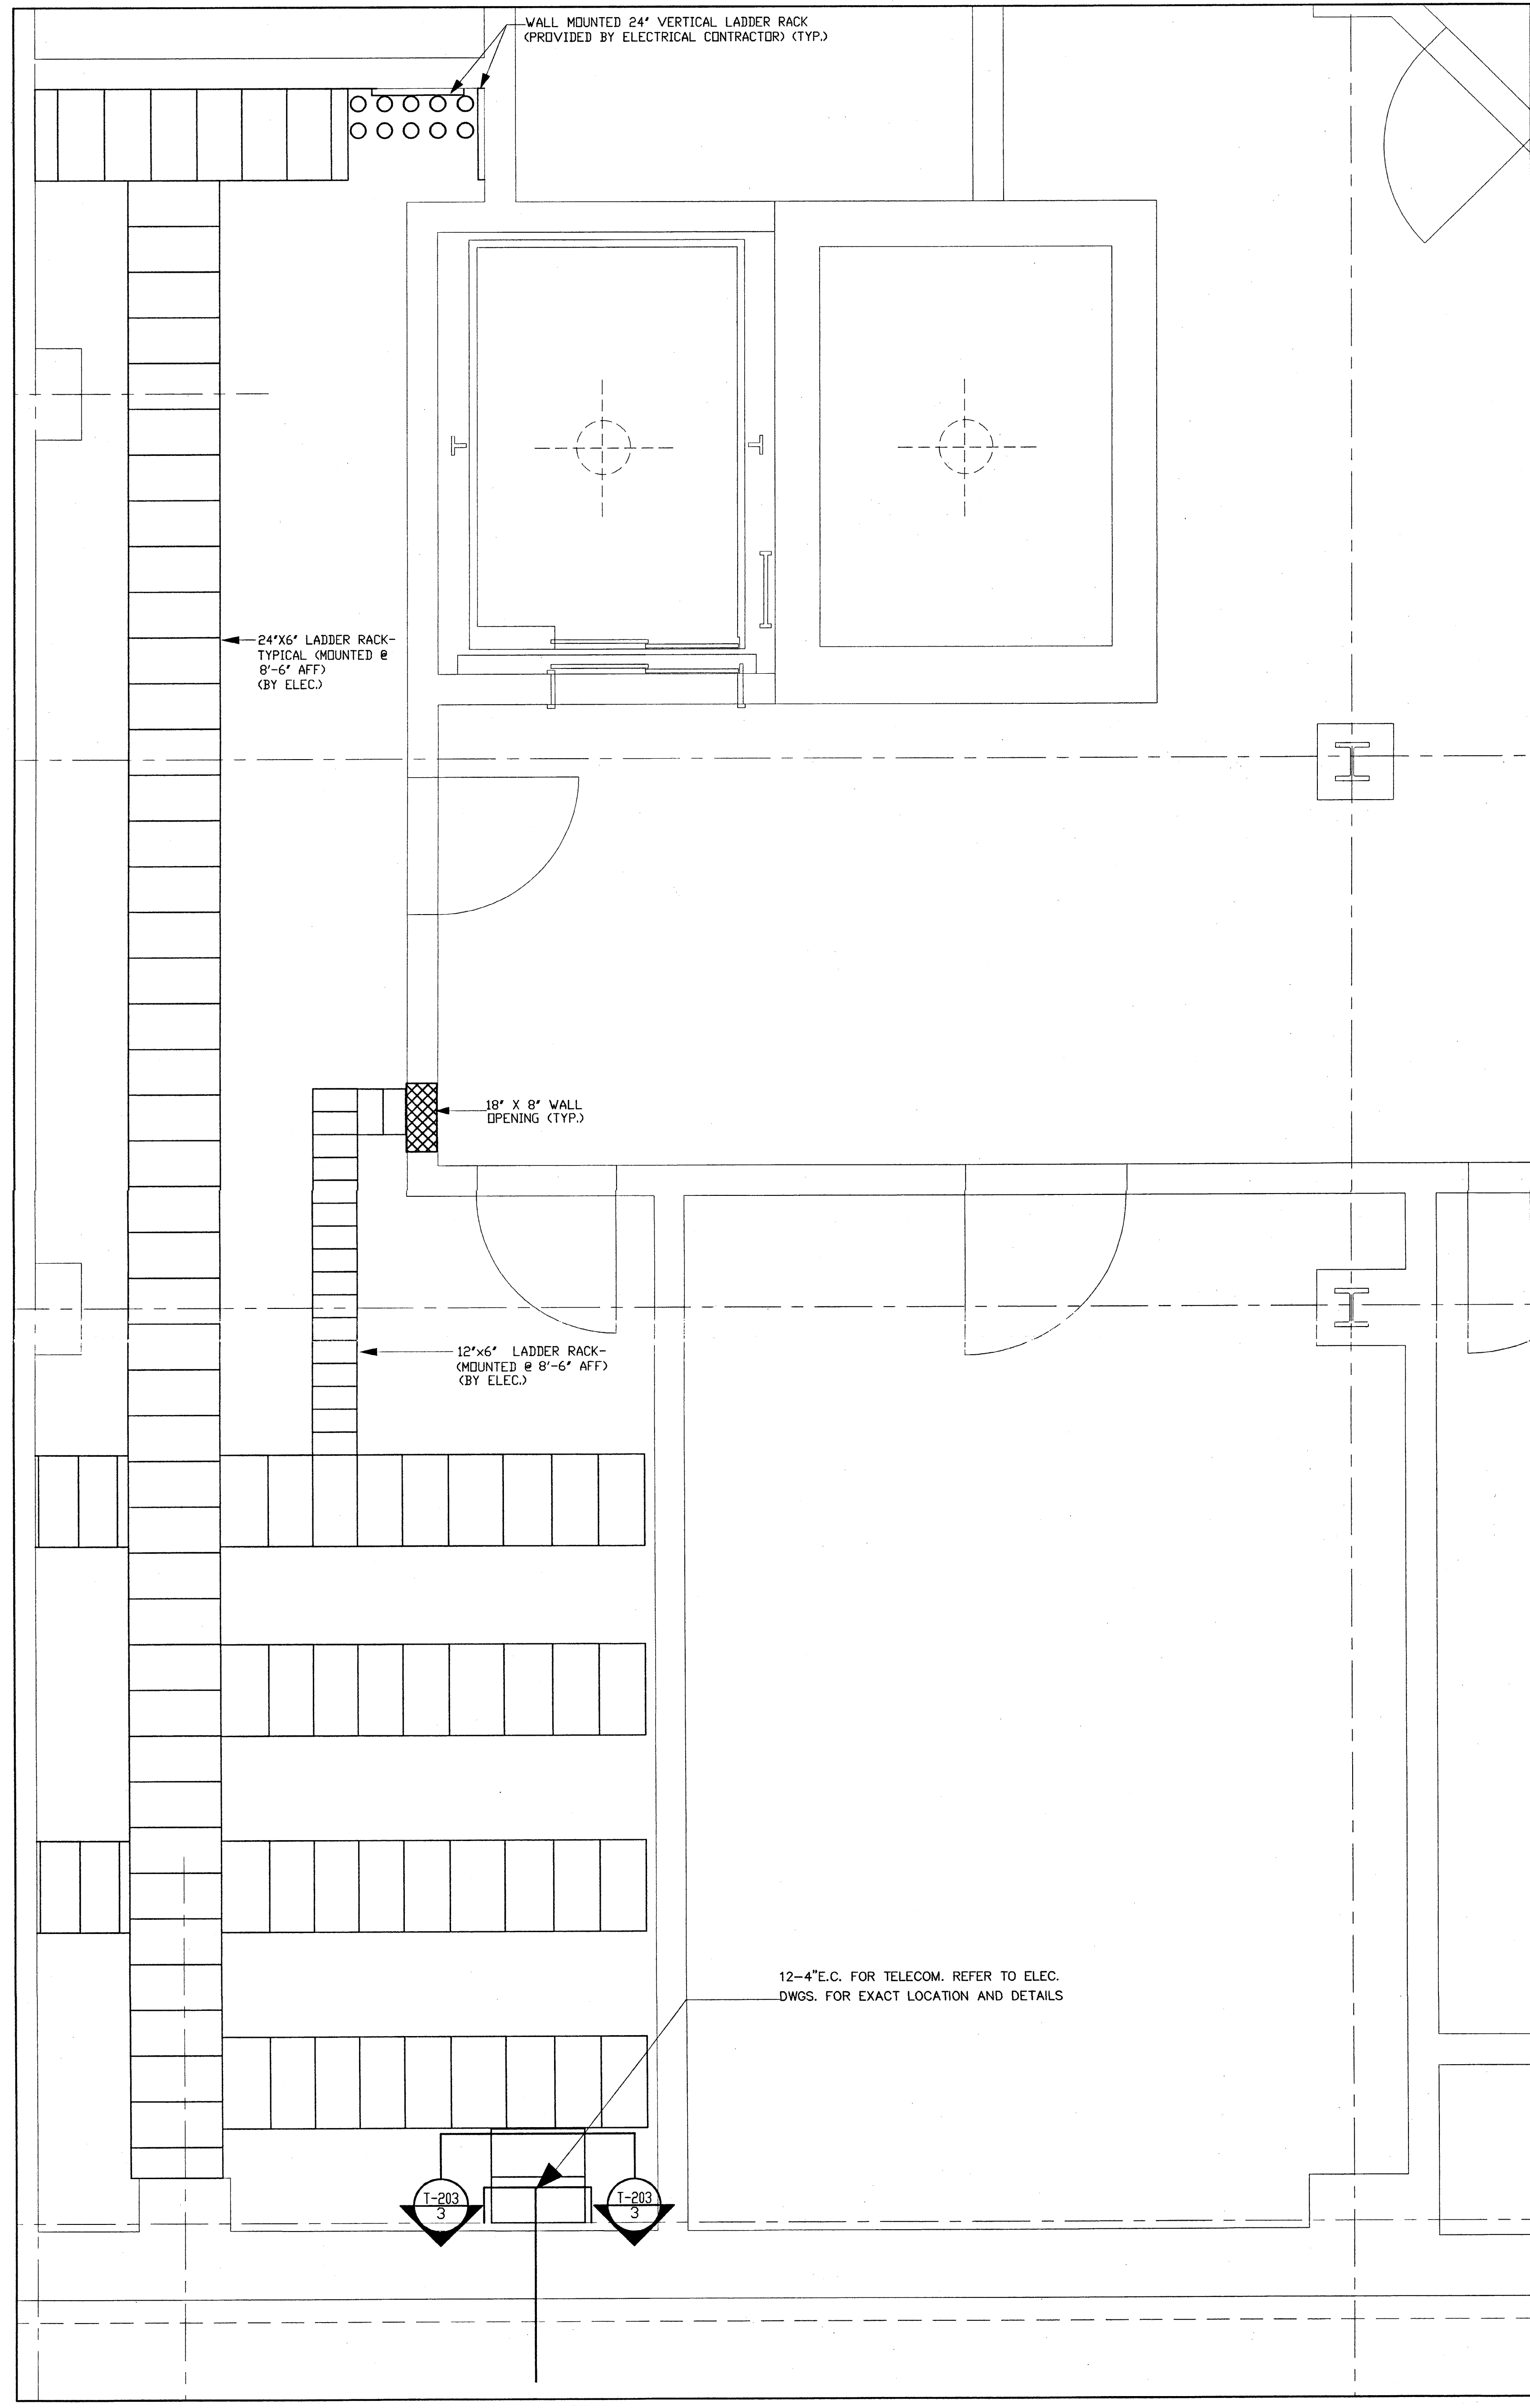 WALL MOUNTED 24" VERTICAL LADDER RACK
(PROVIDED BY ELECTRICAL CONTRACTOR) (TYP.)
24"X6" LADDER RACK-
TYPICAL (MOUNTED @
8'-6" AFF)
(BY ELEC.)
18" X 8" WALL
OPENING (TYP.)
12"x6" LADDER RACK-
(MOUNTED @ 8'-6" AFF)
(BY ELEC.)
12-4"E.C. FOR TELECOM. REFER TO ELEC.
DWGS. FOR EXACT LOCATION AND DETAILS
T-203
3
T-203
3